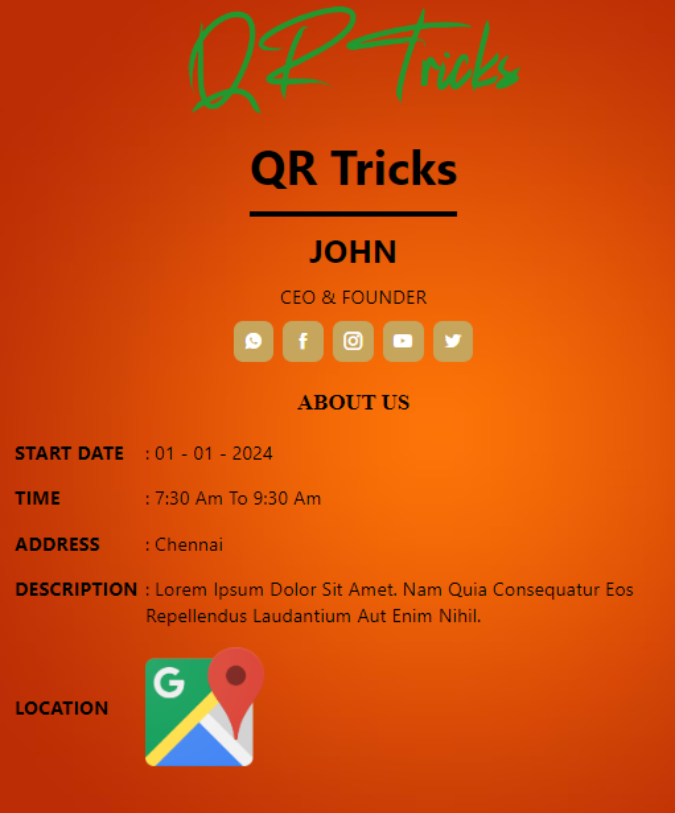 QR Tricks
QR Tricks
JOHN
CEO & FOUNDER
ABOUT US
START DATE : 01 - 01 - 2024
TIME : 7:30 Am To 9:30 Am
ADDRESS : Chennai
DESCRIPTION : Lorem Ipsum Dolor Sit Amet. Nam Quia Consequatur Eos
Repellendus Laudantium Aut Enim Nihil.
G
LOCATION